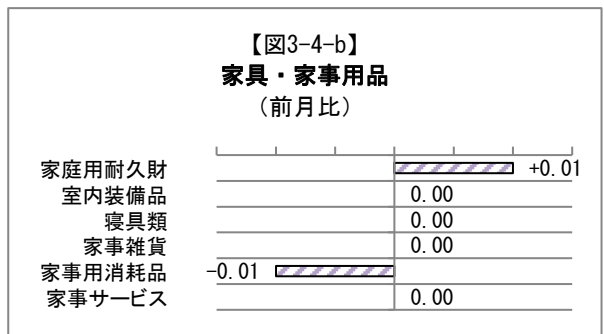 【図3-4-b】
家具・家事用品
（前月比）
家庭用耐久財 +0.01
室内装備品 0.00
寝具類 0.00
家事雑貨 0.00
家事用消耗品 -0.01
家事サービス 0.00